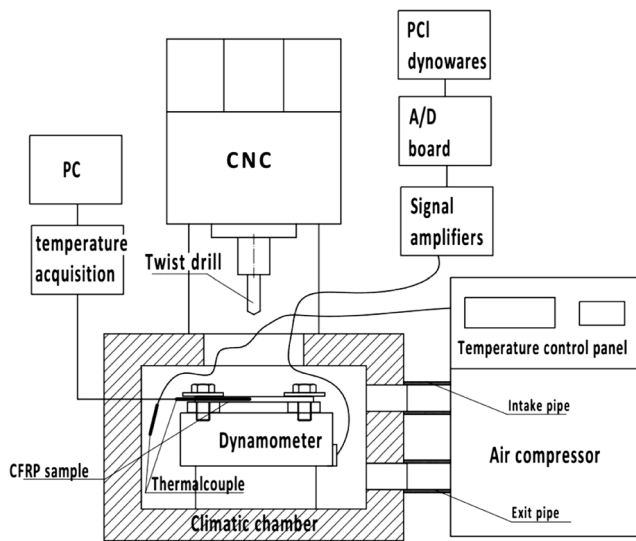 PCl
dynowares
A/D
board
Signal
amplifiers
CNC
PC
temperature
acquisition
Twist drill
Temperature control panel
Intake pipe
Air compressor
Exit pipe
Dynamometer
CFRP sample
Thermalcouple
Climatic chamber